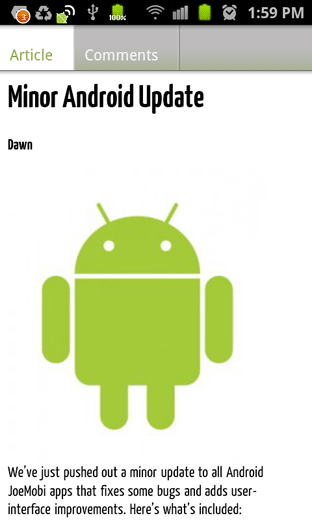 3 100% 1:59 PM
Article Comments
Minor Android Update
Dawn
We've just pushed out a minor update to all Android
JoeMobi apps that fixes some bugs and adds user-
interface improvements. Here's what's included: